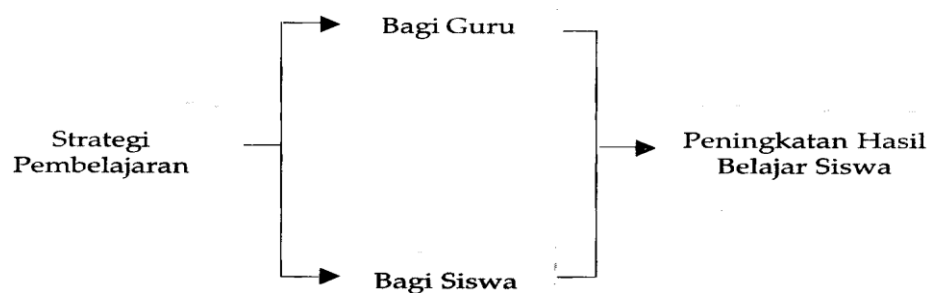 Bagi Guru
Strategi
Pembelajaran
Peningkatan Hasil
Belajar Siswa
Bagi Siswa